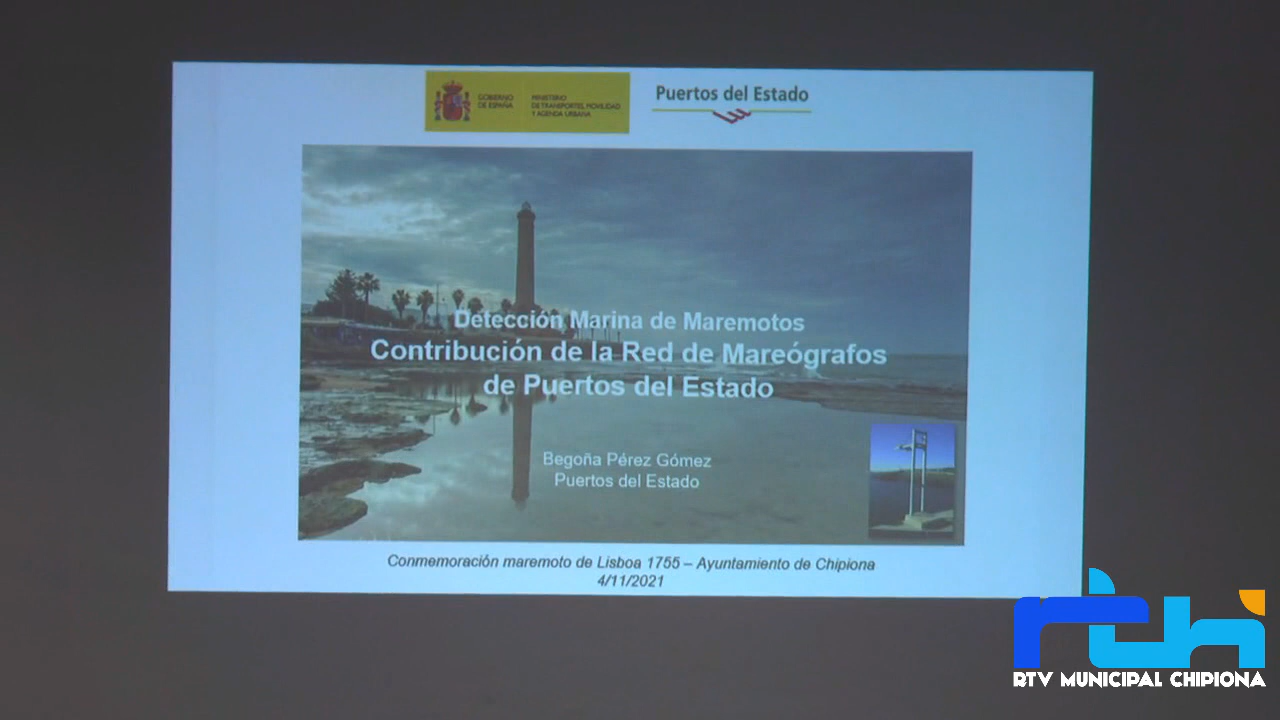 GOBIERNO
DE ESPAÑA
MINISTERIO
DE TRANSPORTES, MOVILIDAD
Y AGENDA URBANA
Puertos del Estado
Detección Marina de Maremotos
Contribución de la Red de Mareógrafos
de Puertos del Estado
Begoña Pérez Gómez
Puertos del Estado
Conmemoración maremoto de Lisboa 1755 – Ayuntamiento de Chipiona
4/11/2021
rtch
RTV MUNICIPAL CHIPIONA